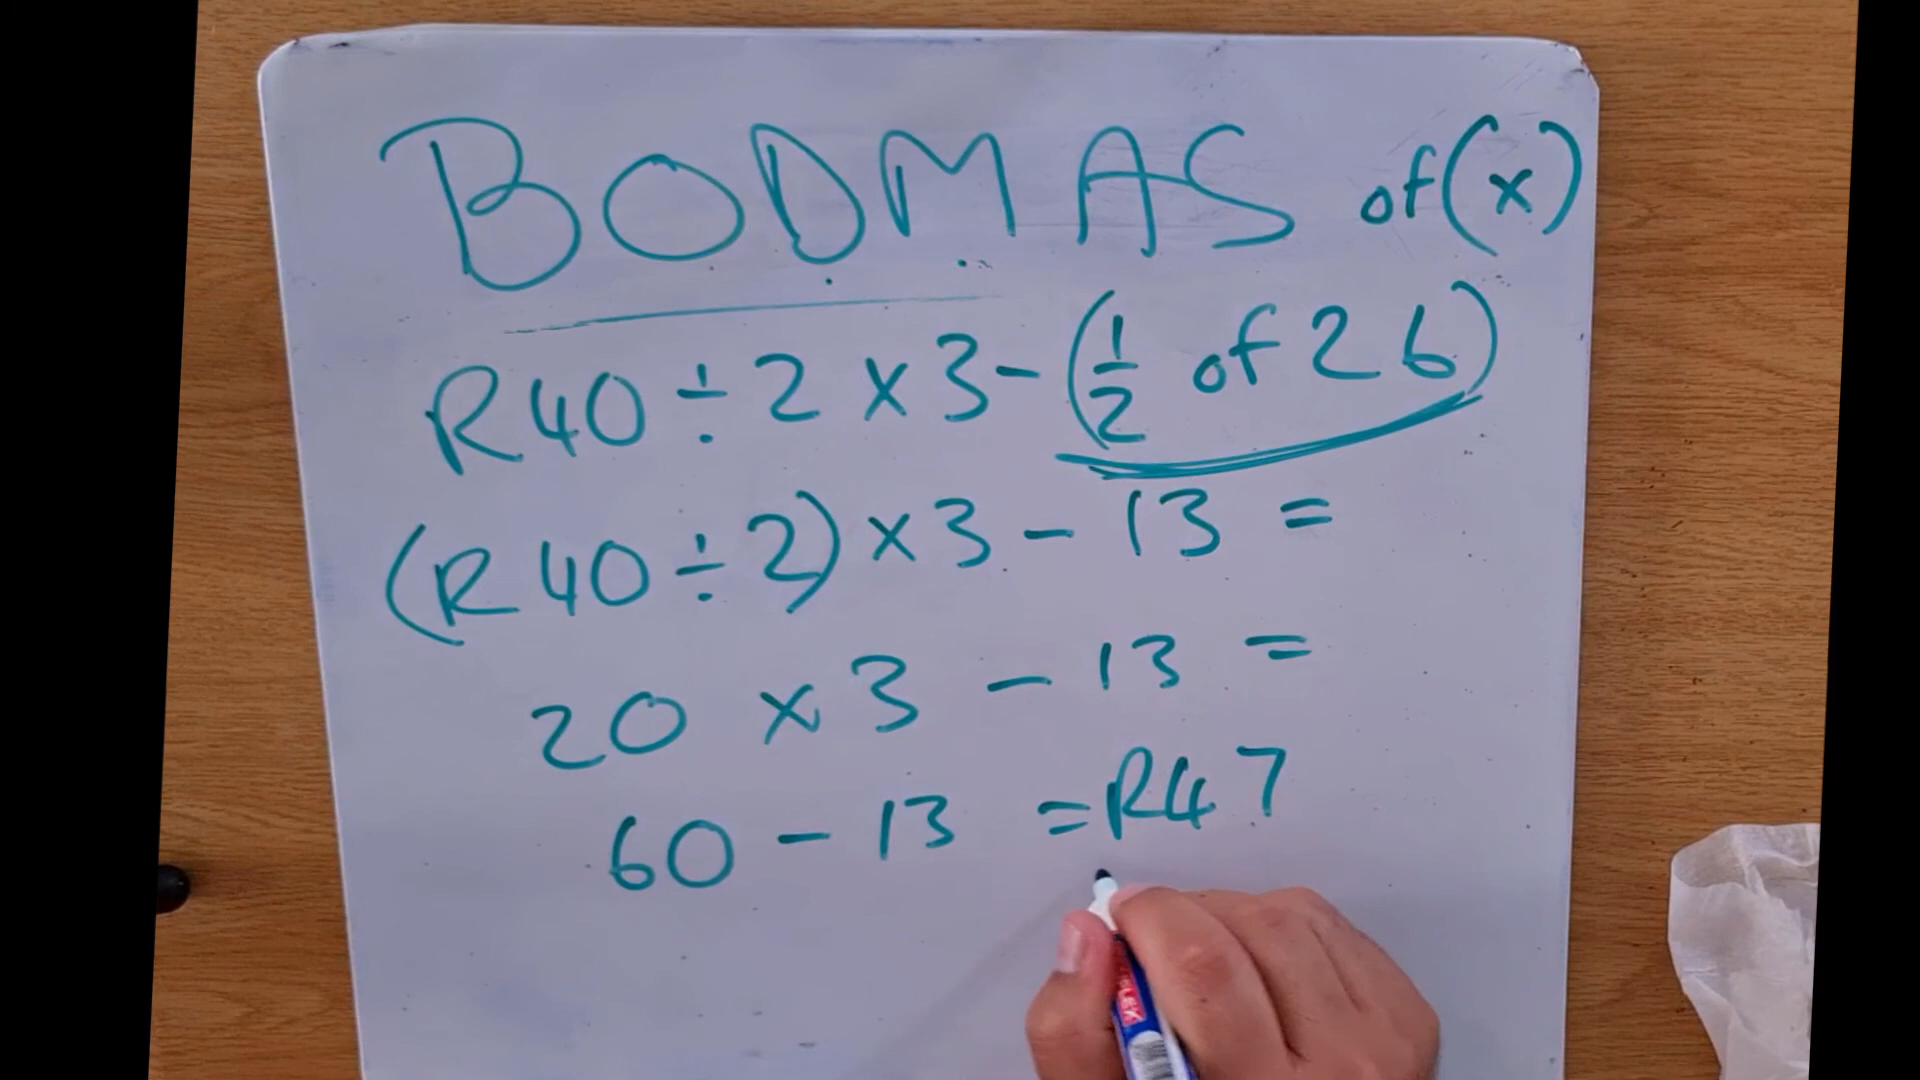 BODMAS of (x)
R40 ÷ 2 x 3 - (1/2 of 26)
(R40 ÷ 2) x 3 - 13 =
20 x 3 - 13 =
60 - 13 = R47